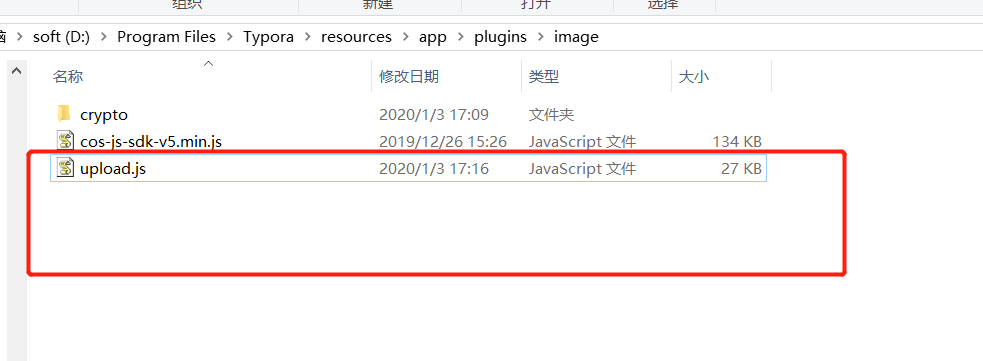 组织 新建 打开 选择
soft (D:) Program Files Typora resources app plugins image
名称 修改日期 类型 大小
crypto 2020/1/3 17:09 文件夹
cos-js-sdk-v5.min.js 2019/12/26 15:26 JavaScript 文件 134 KB
upload.js 2020/1/3 17:16 JavaScript 文件 27 KB